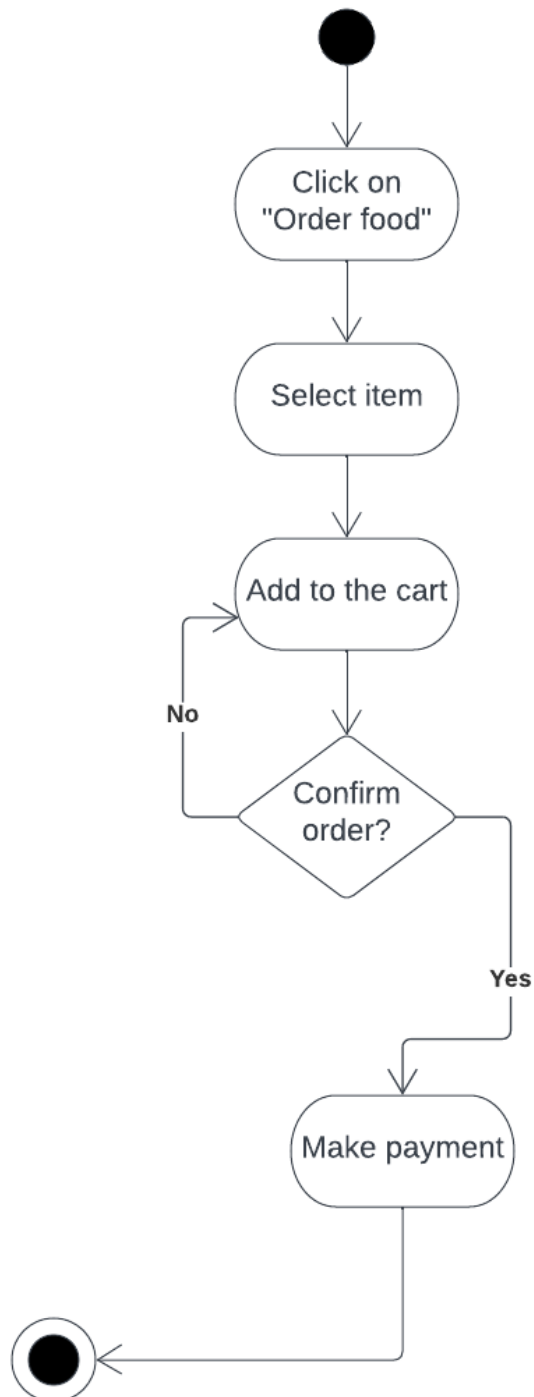 Click on
"Order food"
Select item
Add to the cart
No
Confirm
order?
Yes
Make payment